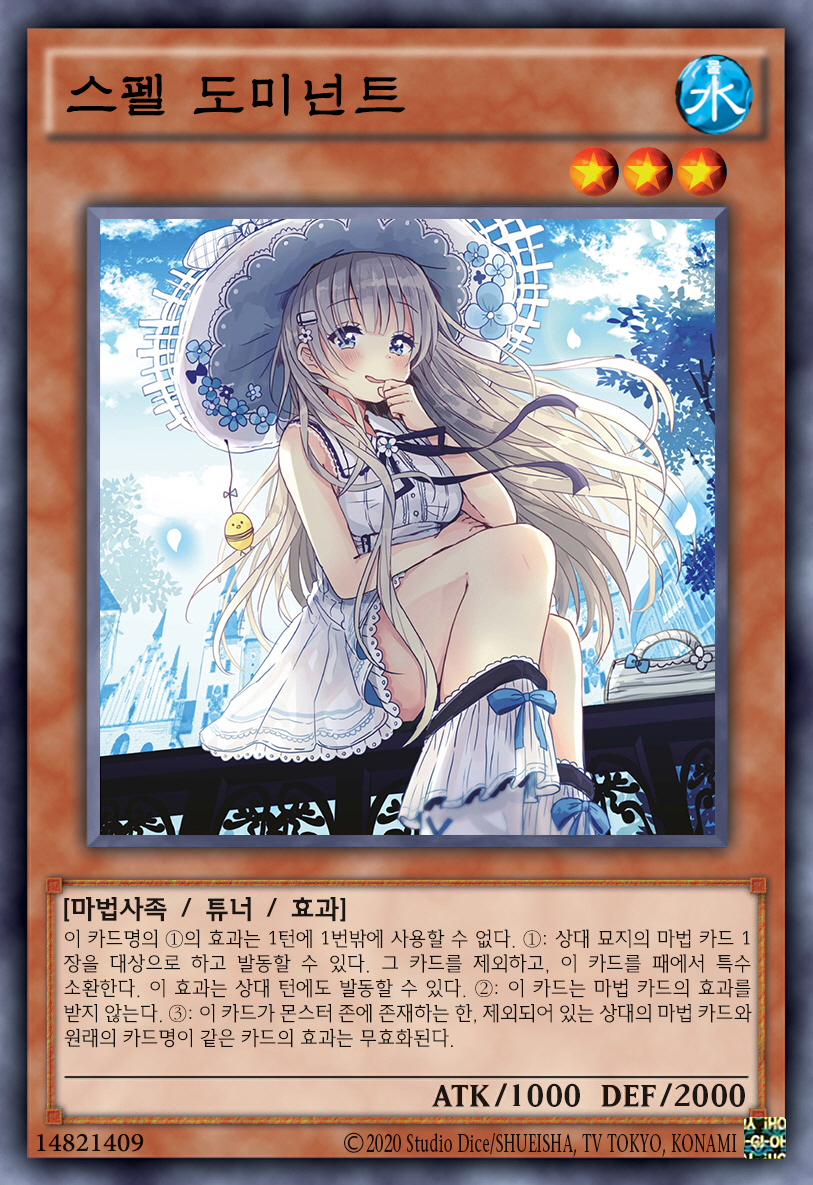 스펠 도미넌트
물
水
[마법사족 / 튜너 / 효과]
이 카드명의 ①의 효과는 1턴에 1번밖에 사용할 수 없다. ①: 상대 묘지의 마법 카드 1
장을 대상으로 하고 발동할 수 있다. 그 카드를 제외하고, 이 카드를 패에서 특수
소환한다. 이 효과는 상대 턴에도 발동할 수 있다. ②: 이 카드는 마법 카드의 효과를
받지 않는다. ③: 이 카드가 몬스터 존에 존재하는 한, 제외되어 있는 상대의 마법 카드와
원래의 카드명이 같은 카드의 효과는 무효화된다.
ATK/1000 DEF/2000
14821409
©2020 Studio Dice/SHUEISHA, TV TOKYO, KONAMI